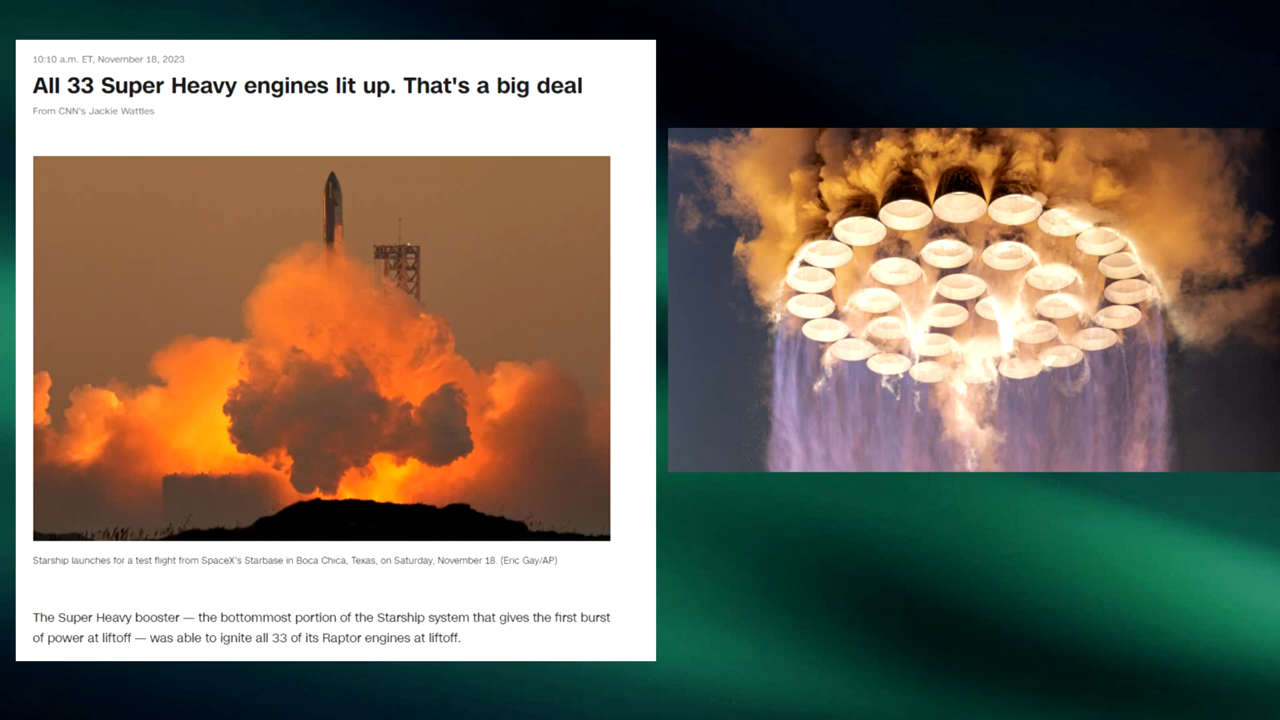 10:10 a.m. ET, November 18, 2023
All 33 Super Heavy engines lit up. That's a big deal
From CNN's Jackie Wattles
Starship launches for a test flight from SpaceX's Starbase in Boca Chica, Texas, on Saturday, November 18. (Eric Gay/AP)
The Super Heavy booster — the bottommost portion of the Starship system that gives the first burst
of power at liftoff — was able to ignite all 33 of its Raptor engines at liftoff.